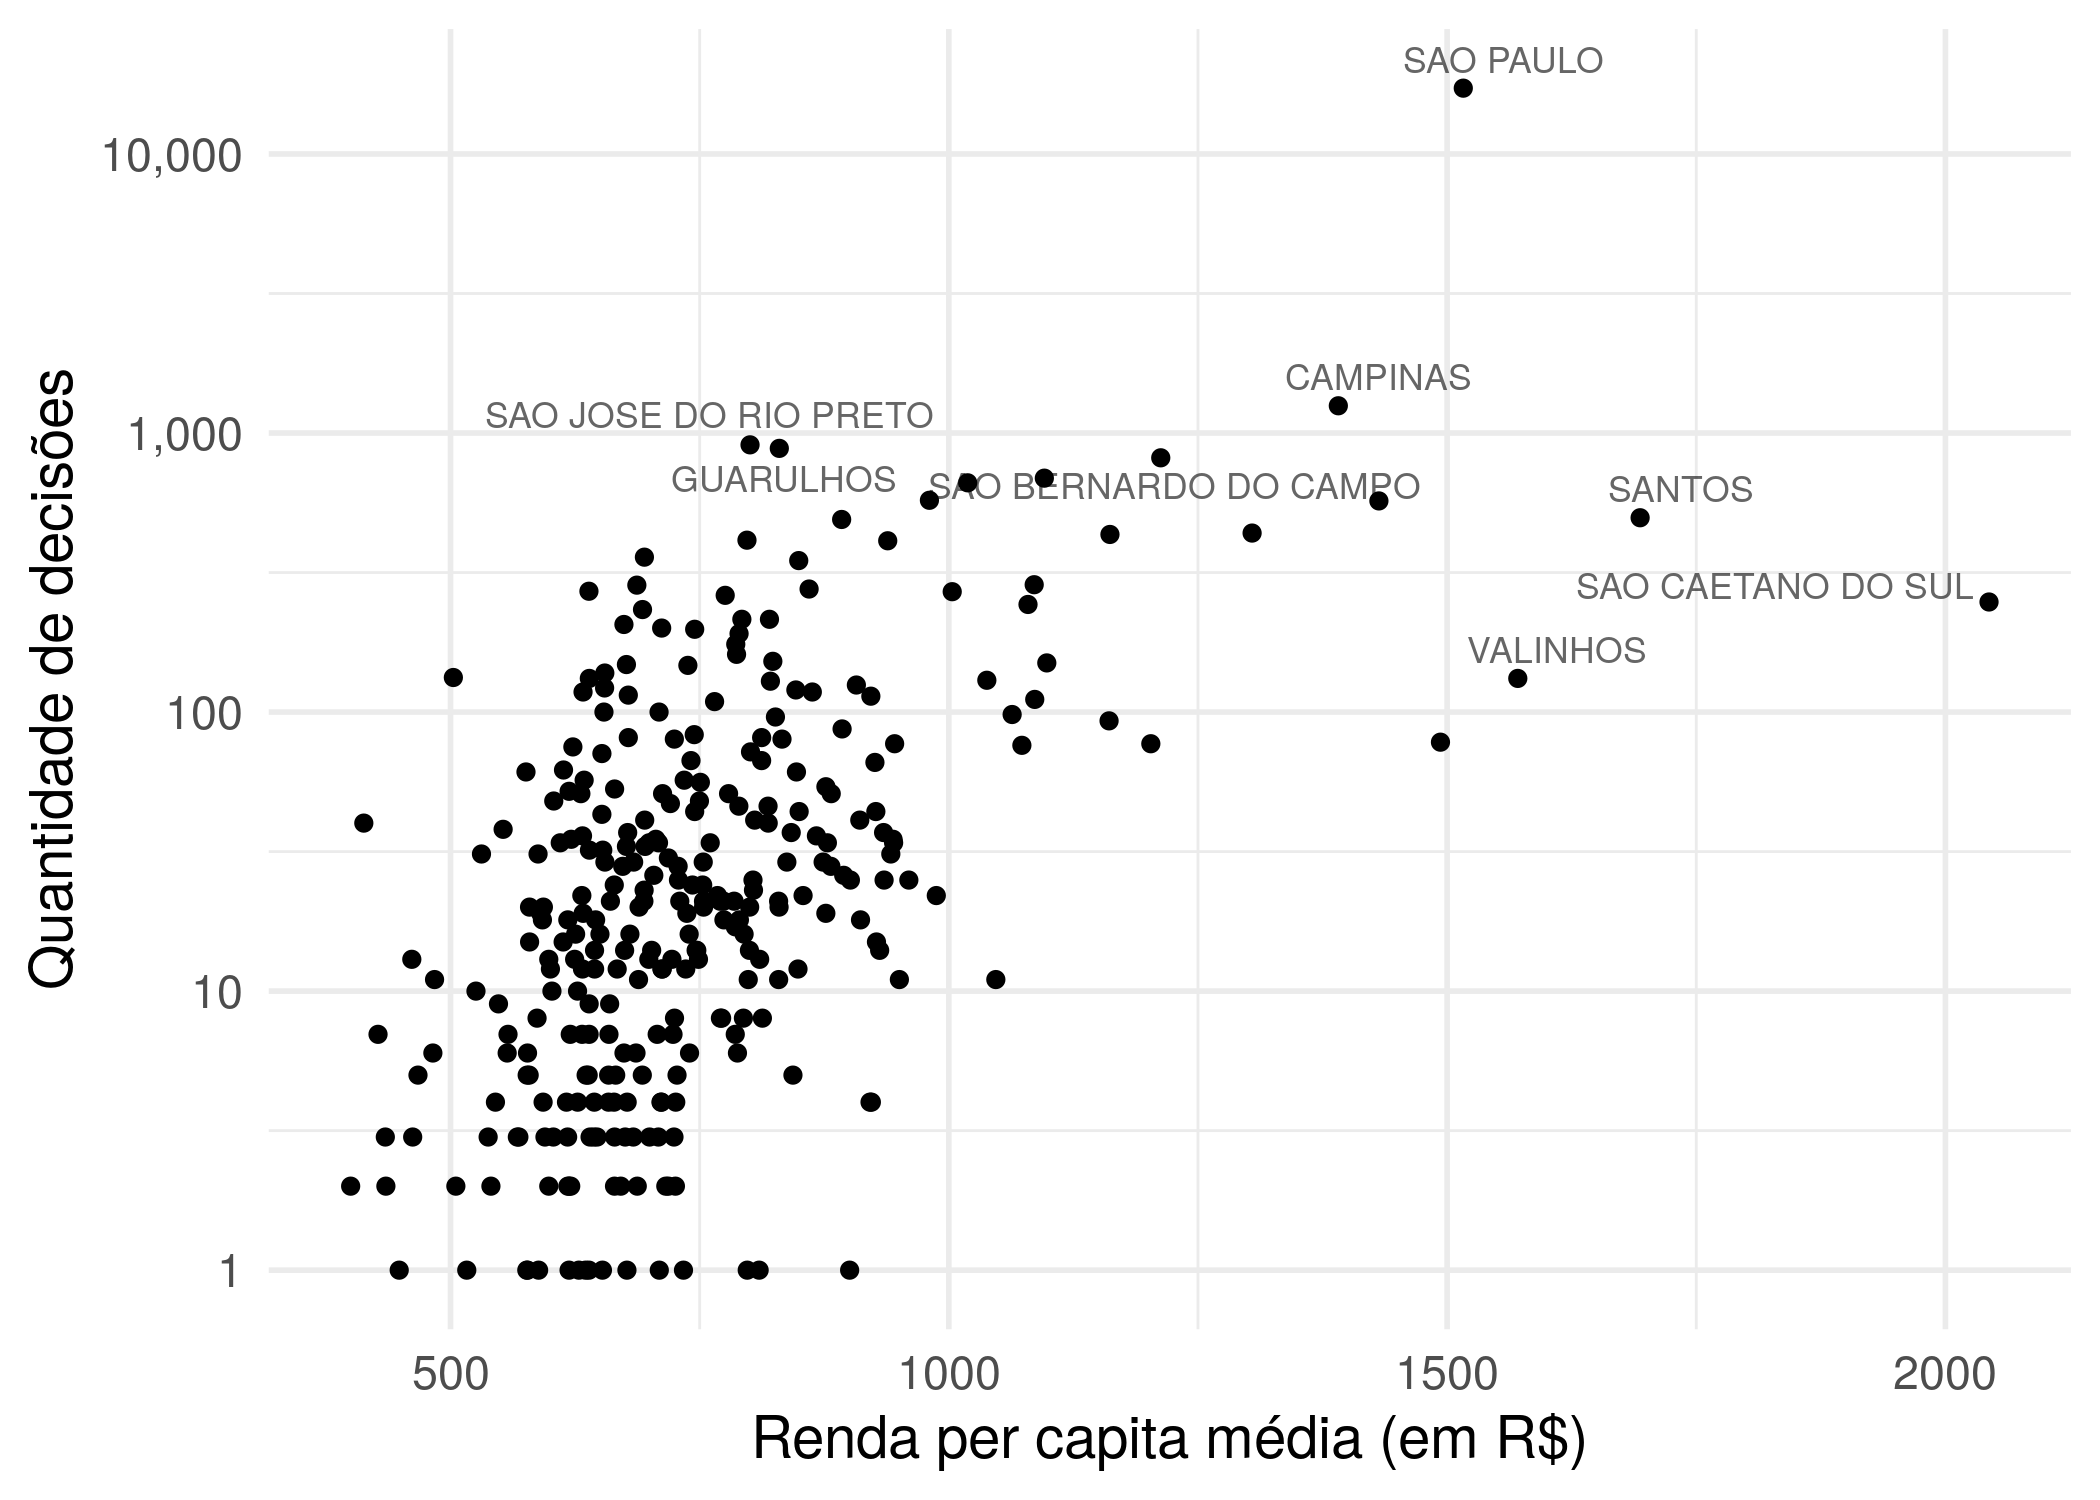 SAO PAULO
10,000
CAMPINAS
SAO JOSE DO RIO PRETO
1,000
GUARULHOS
SAO BERNARDO DO CAMPO
SANTOS
SAO CAETANO DO SUL
VALINHOS
100
10
1
Quantidade de decisões
500
1000
1500
2000
Renda per capita média (em R$)